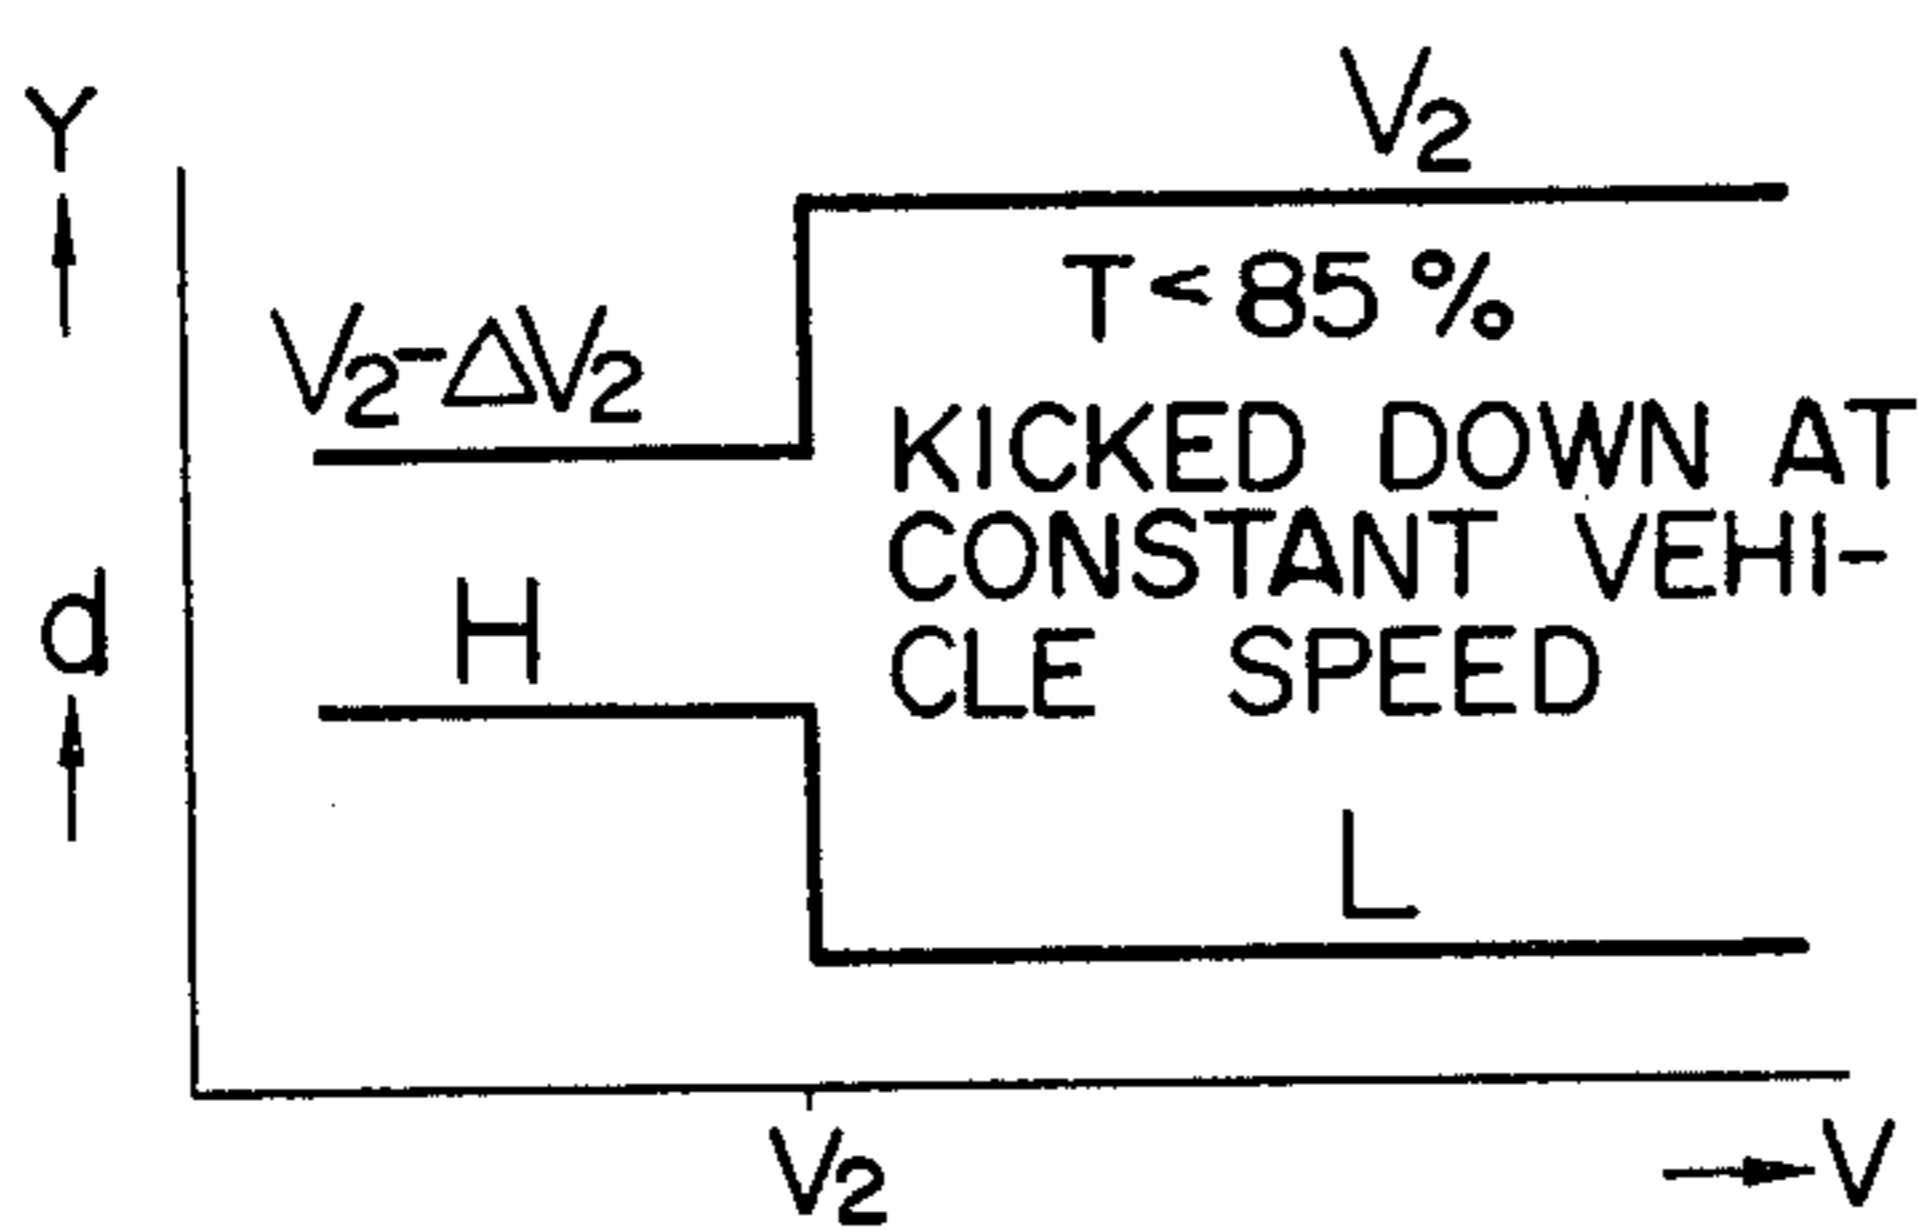 Y
V₂
T<85%
V₂-ΔV₂
KICKED DOWN AT
CONSTANT VEHI-
CLE SPEED
d
H
L
V₂
V